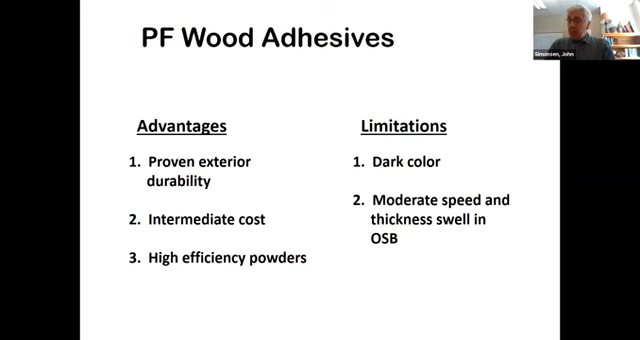 PF Wood Adhesives
Simonsen, John
Advantages
1. Proven exterior
durability
2. Intermediate cost
3. High efficiency powders
Limitations
1. Dark color
2. Moderate speed and
thickness swell in
OSB